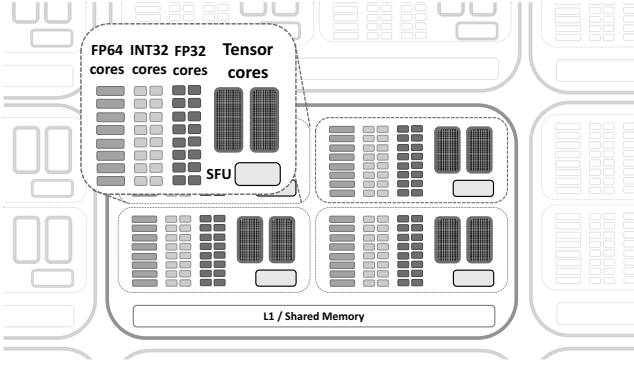 FP64 INT32 FP32 Tensor
cores cores cores cores
SFU
L1 / Shared Memory